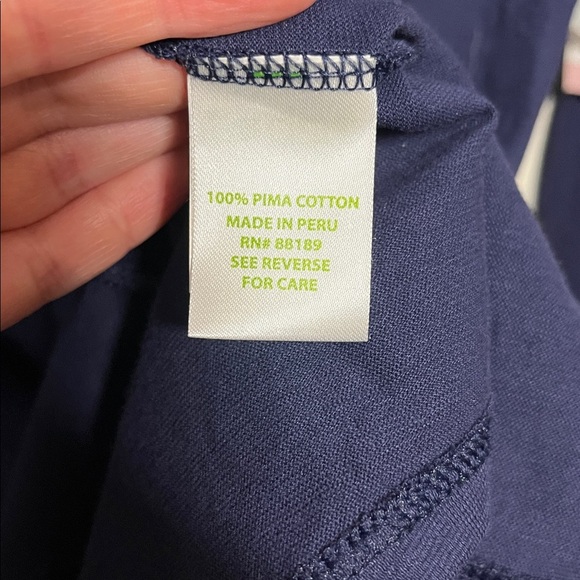 100% PIMA COTTON
MADE IN PERU
RN# 88189
SEE REVERSE
FOR CARE